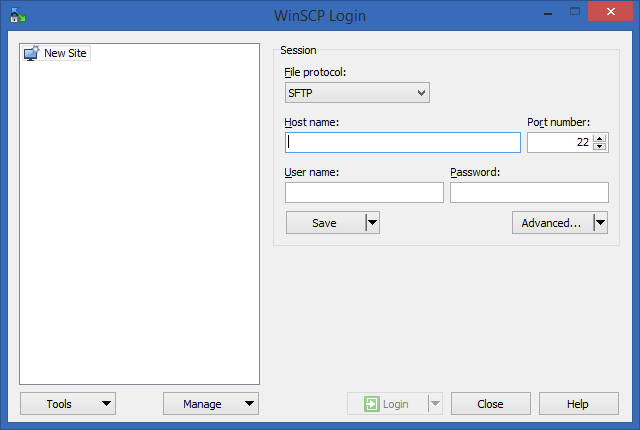 WinSCP Login
New Site
Session
File protocol:
SFTP
Host name: Port number:
22
User name: Password:
Save Advanced...
Tools Manage Login Close Help